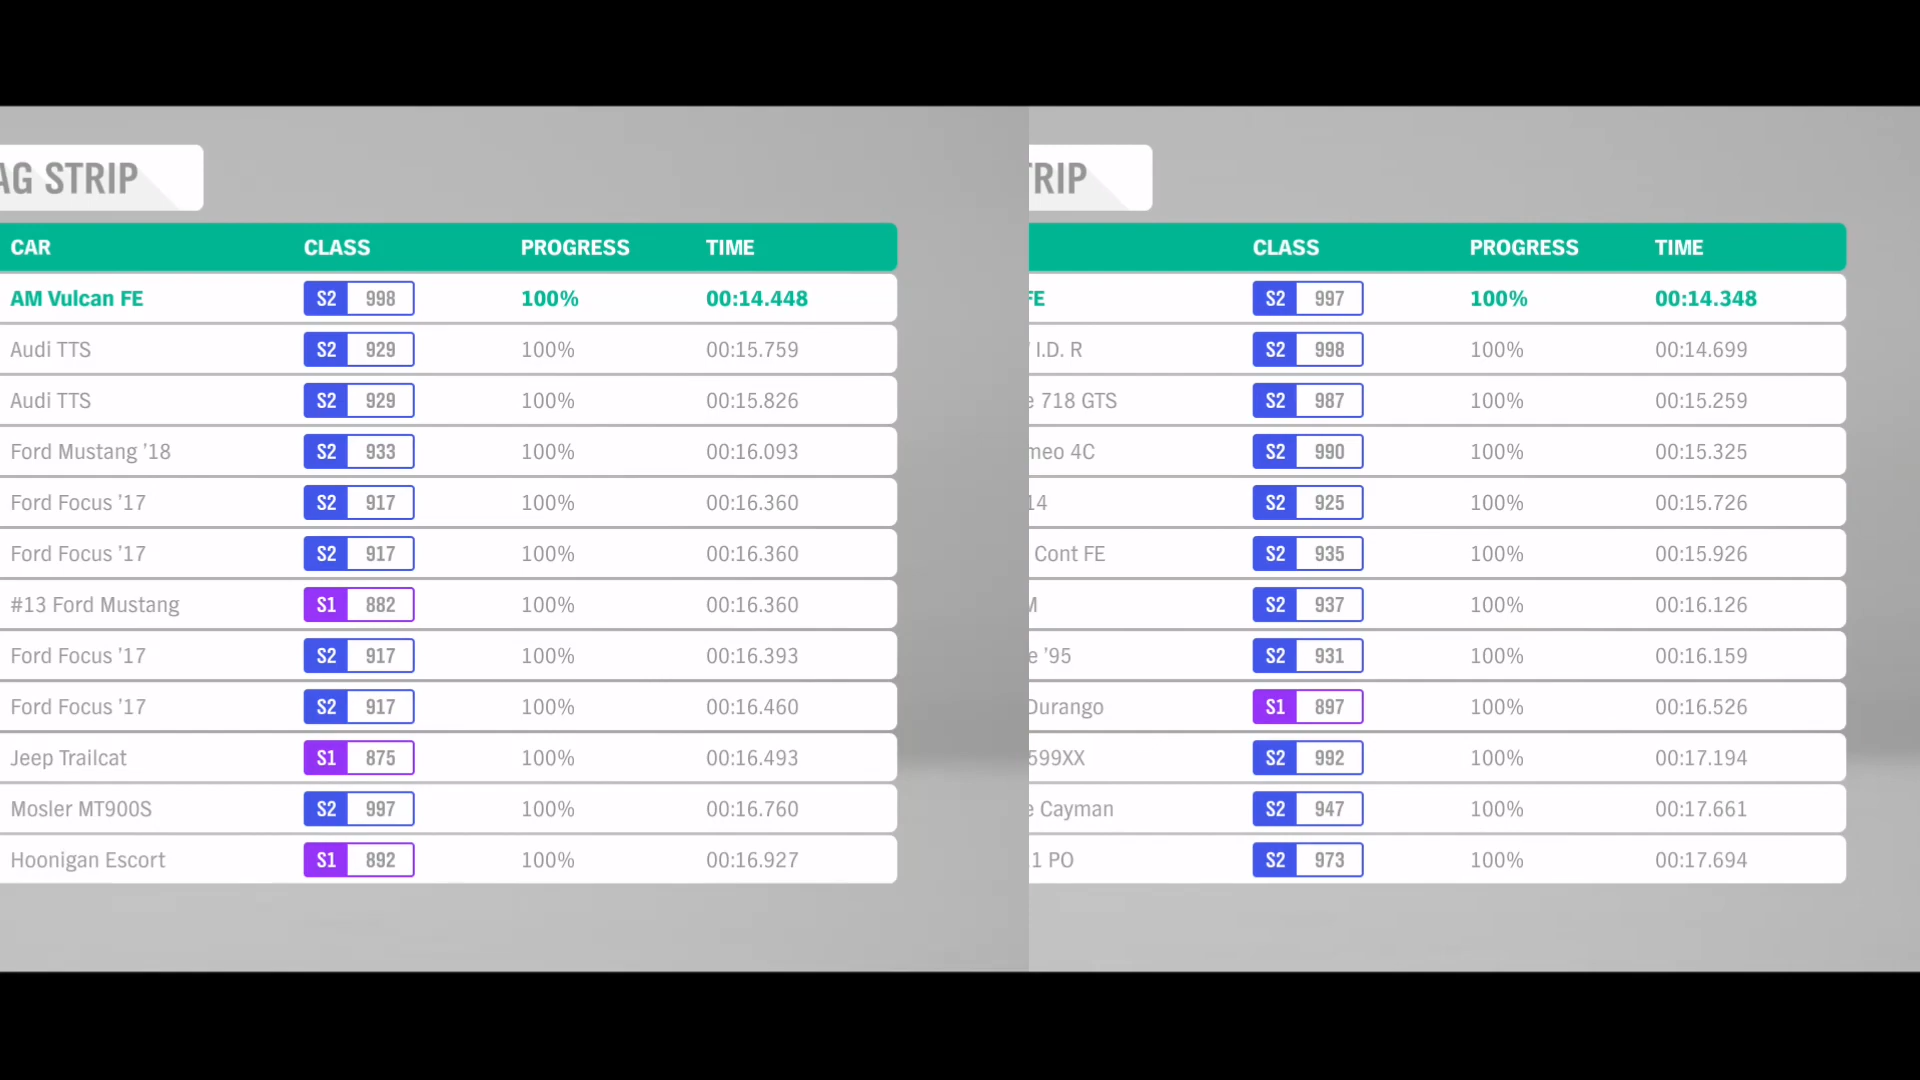 AG STRIP
CAR CLASS PROGRESS TIME
AM Vulcan FE S2 998 100% 00:14.448
Audi TTS S2 929 100% 00:15.759
Audi TTS S2 929 100% 00:15.826
Ford Mustang ’18 S2 933 100% 00:16.093
Ford Focus ’17 S2 917 100% 00:16.360
Ford Focus ’17 S2 917 100% 00:16.360
#13 Ford Mustang S1 882 100% 00:16.360
Ford Focus ’17 S2 917 100% 00:16.393
Ford Focus ’17 S2 917 100% 00:16.460
Jeep Trailcat S1 875 100% 00:16.493
Mosler MT900S S2 997 100% 00:16.760
Hoonigan Escort S1 892 100% 00:16.927
TRIP
CLASS PROGRESS TIME
FE S2 997 100% 00:14.348
I.D. R S2 998 100% 00:14.699
e 718 GTS S2 987 100% 00:15.259
meo 4C S2 990 100% 00:15.325
14 S2 925 100% 00:15.726
Cont FE S2 935 100% 00:15.926
M S2 937 100% 00:16.126
e ’95 S2 931 100% 00:16.159
Durango S1 897 100% 00:16.526
599XX S2 992 100% 00:17.194
e Cayman S2 947 100% 00:17.661
1 PO S2 973 100% 00:17.694